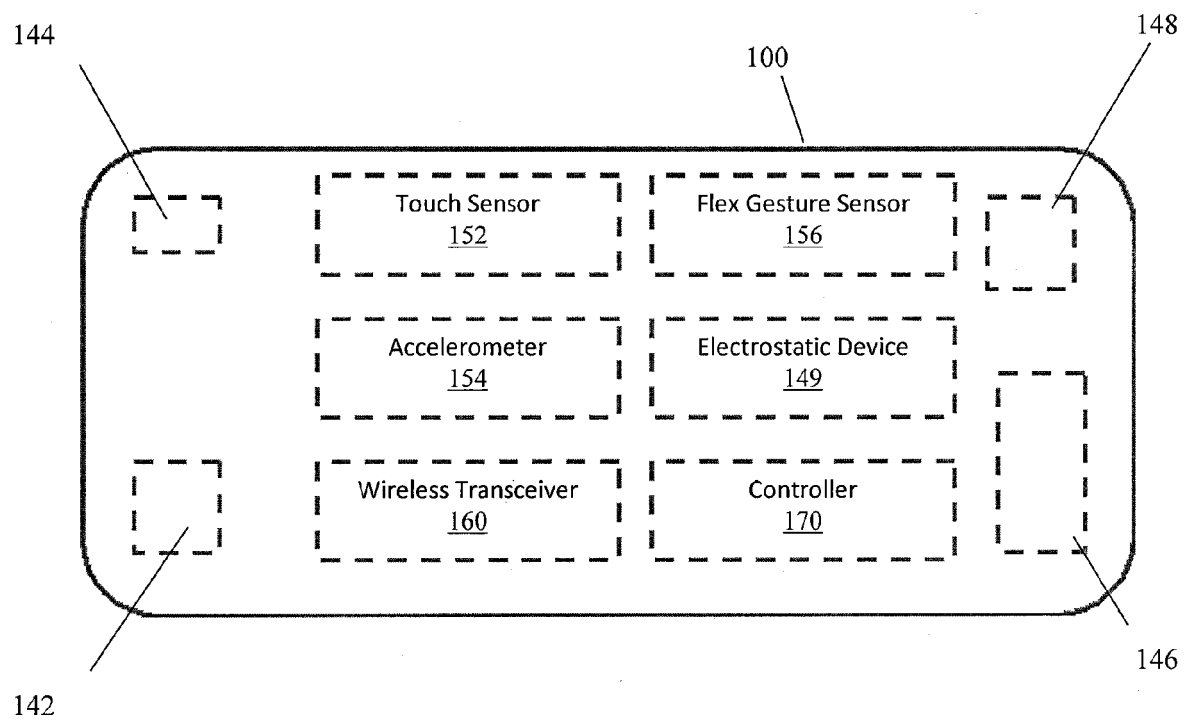 144
148
100
Touch Sensor
152
Flex Gesture Sensor
156
Accelerometer
154
Electrostatic Device
149
Wireless Transceiver
160
Controller
170
146
142